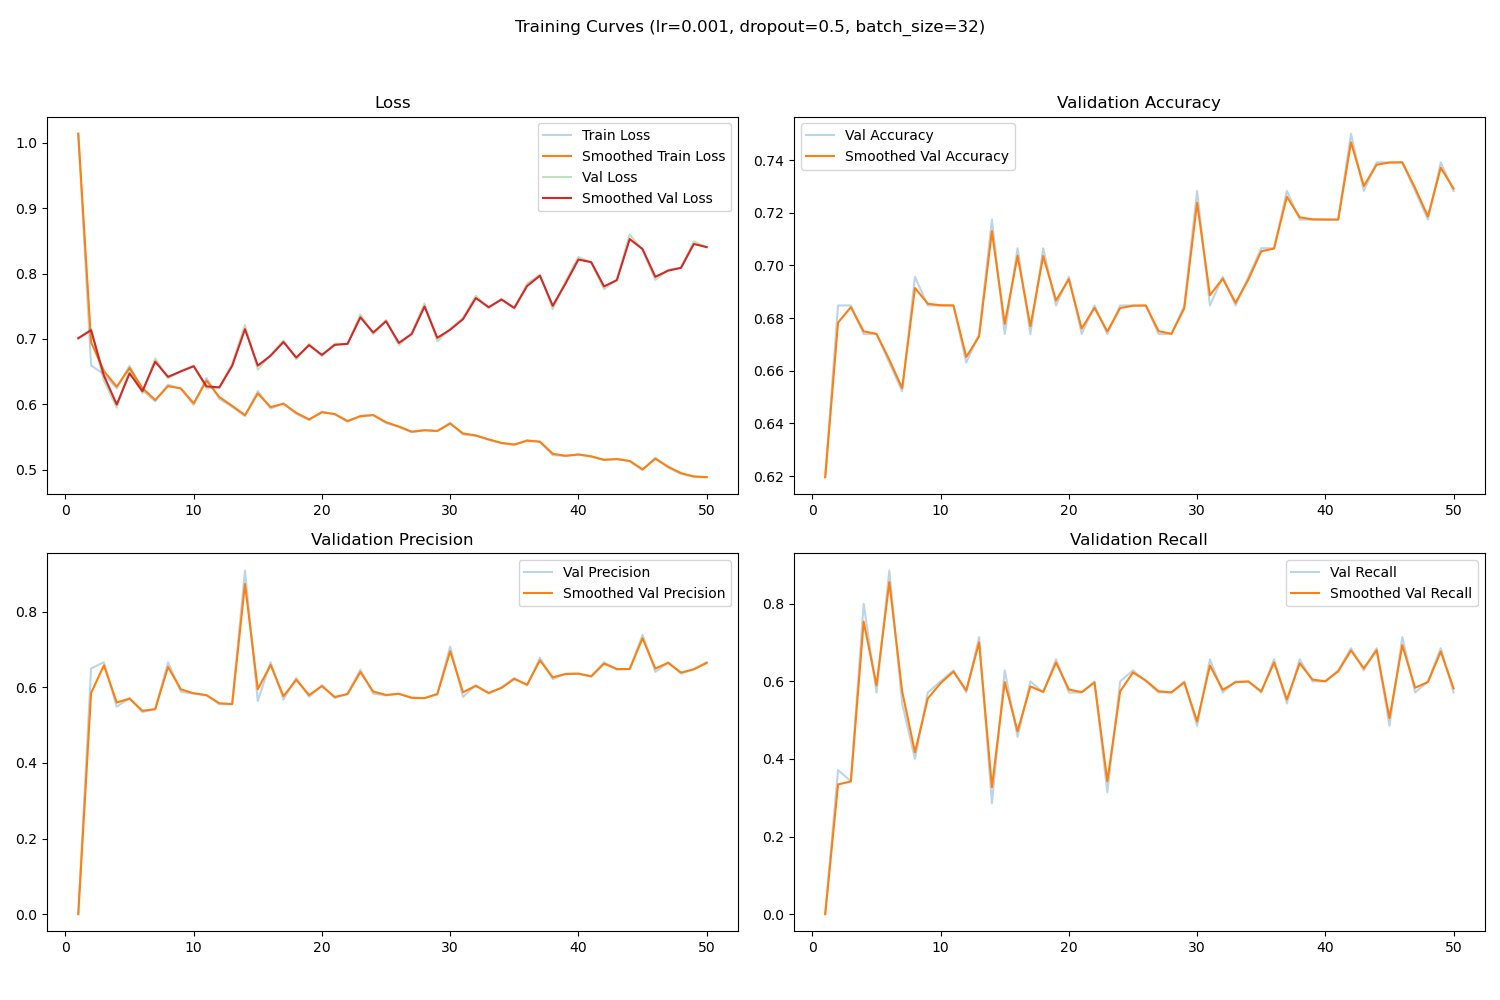 Training Curves (lr=0.001, dropout=0.5, batch_size=32)
Loss
Train Loss
Smoothed Train Loss
Val Loss
Smoothed Val Loss
1.0
0.9
0.8
0.7
0.6
0.5
0 10 20 30 40 50
Validation Accuracy
Val Accuracy
Smoothed Val Accuracy
0.74
0.72
0.70
0.68
0.66
0.64
0.62
0 10 20 30 40 50
Validation Precision
Val Precision
Smoothed Val Precision
0.8
0.6
0.4
0.2
0.0
0 10 20 30 40 50
Validation Recall
Val Recall
Smoothed Val Recall
0.8
0.6
0.4
0.2
0.0
0 10 20 30 40 50